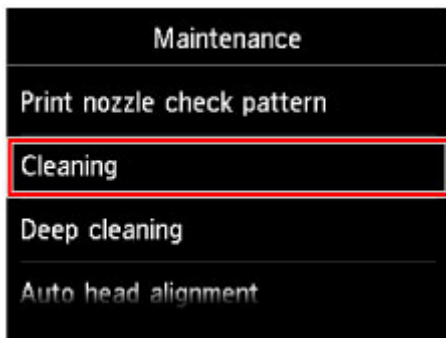 Maintenance
Print nozzle check pattern
Cleaning
Deep cleaning
Auto head alignment